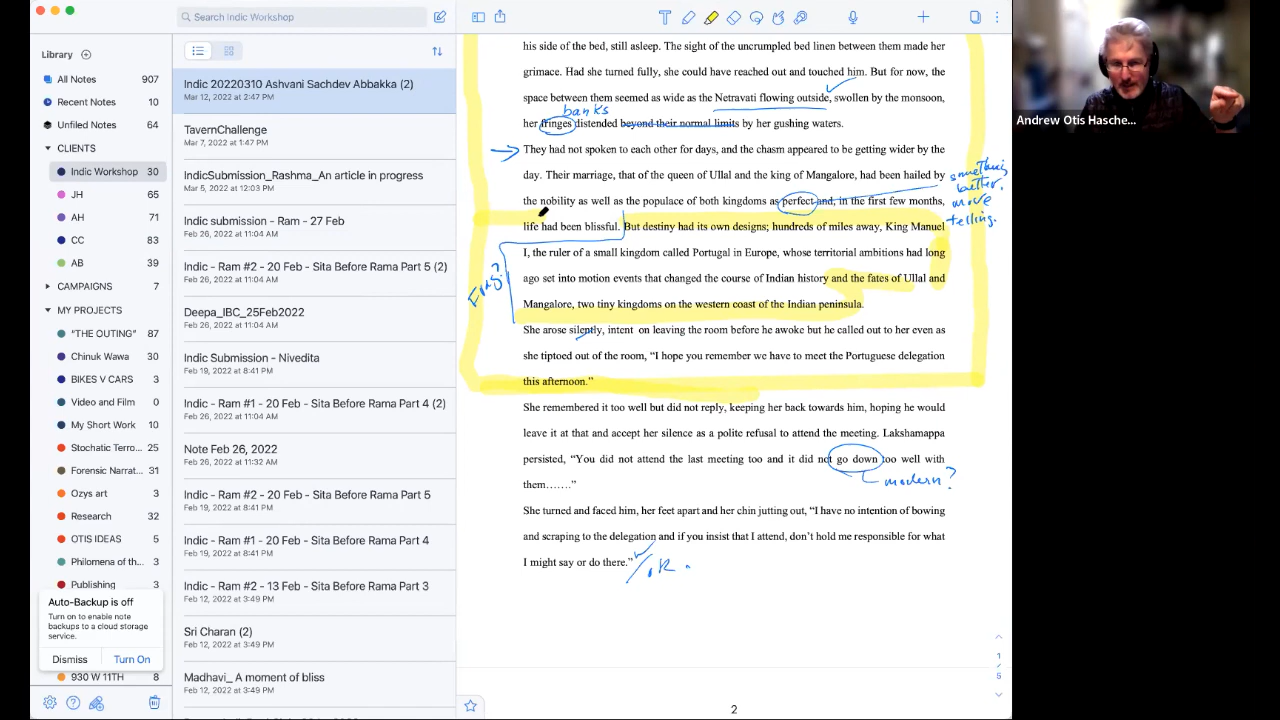 Search Indic Workshop
Library
All Notes 907
Recent Notes 10
Unfiled Notes 64
CLIENTS
Indic Workshop 30
JH 65
AH 71
CC 83
AB 39
CAMPAIGNS 7
MY PROJECTS
“THE OUTING” 87
Chinuk Wawa 30
BIKES V CARS 3
Video and Film 0
My Short Work 10
Stochatic Terro... 25
Forensic Narrat... 31
Ozys art 3
Research 32
OTIS IDEAS 5
Philomena of th... 3
Publishing 3
Auto-Backup is off
Turn on to enable note
backups to a cloud storage
service.
Dismiss Turn On
930 W 11TH 8
Indic 20220310 Ashvani Sachdev Abbakka (2)
Mar 12, 2022 at 2:47 PM
TavernChallenge
Mar 7, 2022 at 1:47 PM
Mar 5, 2022 at 12:03 PM
Indic submission - Ram - 27 Feb
Mar 4, 2022 at 9:31 AM
Indic - Ram #2 - 20 Feb - Sita Before Rama Part 5 (2)
Feb 26, 2022 at 11:04 AM
Deepa_IBC_25Feb2022
Feb 26, 2022 at 11:04 AM
Indic Submission - Nivedita
Feb 19, 2022 at 8:41 PM
Indic - Ram #1 - 20 Feb - Sita Before Rama Part 4 (2)
Feb 26, 2022 at 11:04 AM
Note Feb 26, 2022
Feb 26, 2022 at 9:32 AM
Indic - Ram #2 - 20 Feb - Sita Before Rama Part 5
Feb 19, 2022 at 8:41 PM
Indic - Ram #1 - 20 Feb - Sita Before Rama Part 4
Feb 19, 2022 at 8:41 PM
Indic - Ram #2 - 13 Feb - Sita Before Rama Part 3
Feb 12, 2022 at 3:49 PM
Sri Charan (2)
Feb 12, 2022 at 3:49 PM
Madhavi_ A moment of bliss
Feb 12, 2022 at 3:49 PM
his side of the bed, still asleep. The sight of the uncrumpled bed linen between them made her
grimace. Had she turned fully, she could have reached out and touched him. But for now, the
space between them seemed as wide as the Netravati flowing outside, swollen by the monsoon,
banks
her fringes distended beyond their normal limits by her gushing waters.
They had not spoken to each other for days, and the chasm appeared to be getting wider by the
day. Their marriage, that of the queen of Ullal and the king of Mangalore, had been hailed by
something
better.
more
telling.
the nobility as well as the populace of both kingdoms as perfect and, in the first few months,
life had been blissful. But destiny had its own designs; hundreds of miles away, King Manuel
I, the ruler of a small kingdom called Portugal in Europe, whose territorial ambitions had long
ago set into motion events that changed the course of Indian history and the fates of Ullal and
Mangalore, two tiny kingdoms on the western coast of the Indian peninsula.
She arose silently, intent on leaving the room before he awoke but he called out to her even as
she tiptoed out of the room, “I hope you remember we have to meet the Portuguese delegation
this afternoon.”
She remembered it too well but did not reply, keeping her back towards him, hoping he would
leave it at that and accept her silence as a polite refusal to attend the meeting. Lakshamappa
persisted, “You did not attend the last meeting too and it did not go down too well with
modern?
them…….”
She turned and faced him, her feet apart and her chin jutting out, “I have no intention of bowing
and scraping to the delegation and if you insist that I attend, don’t hold me responsible for what
I might say or do there.”
OK
1
6
2
Andrew Otis Hasche...